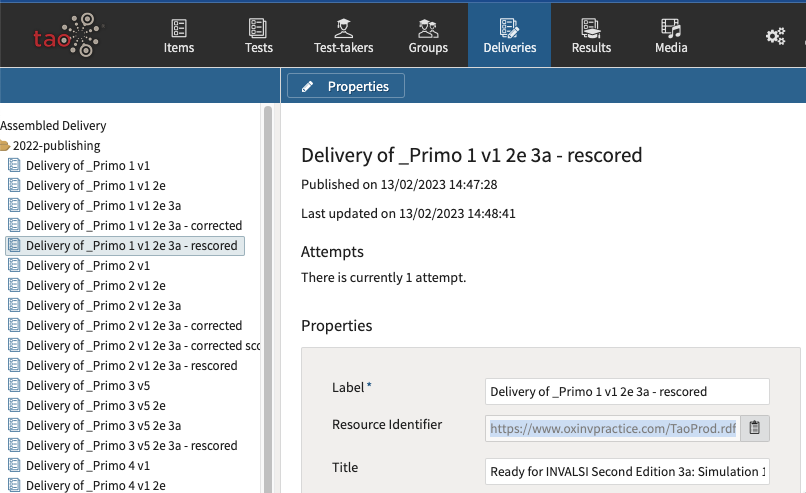 tao
Items
Tests
Test-takers
Groups
Deliveries
Results
Media
Properties
Assembled Delivery
2022-publishing
Delivery of _Primo 1 v1
Delivery of _Primo 1 v1 2e
Delivery of _Primo 1 v1 2e 3a
Delivery of _Primo 1 v1 2e 3a - corrected
Delivery of _Primo 1 v1 2e 3a - rescored
Delivery of _Primo 2 v1
Delivery of _Primo 2 v1 2e
Delivery of _Primo 2 v1 2e 3a
Delivery of _Primo 2 v1 2e 3a - corrected
Delivery of _Primo 2 v1 2e 3a - corrected sco
Delivery of _Primo 2 v1 2e 3a - rescored
Delivery of _Primo 3 v5
Delivery of _Primo 3 v5 2e
Delivery of _Primo 3 v5 2e 3a
Delivery of _Primo 3 v5 2e 3a - rescored
Delivery of _Primo 4 v1
Delivery of _Primo 4 v1 2e
Delivery of _Primo 1 v1 2e 3a - rescored
Published on 13/02/2023 14:47:28
Last updated on 13/02/2023 14:48:41
Attempts
There is currently 1 attempt.
Properties
Label *
Delivery of _Primo 1 v1 2e 3a - rescored
Resource Identifier
https://www.oxinvpractice.com/TaoProd.rdf
Title
Ready for INVALSI Second Edition 3a: Simulation 1